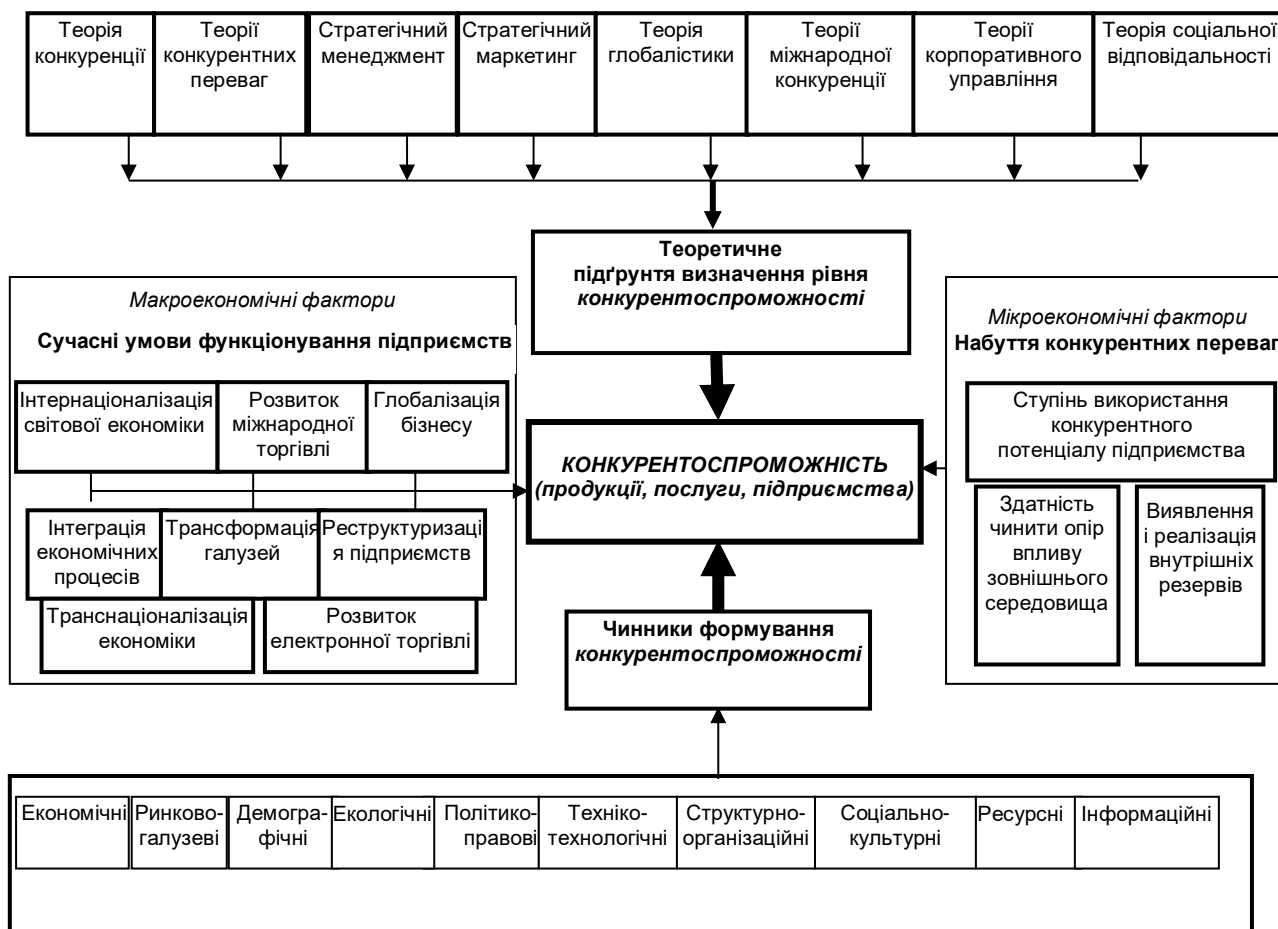 Теорія
конкуренції
Теорії
конкурентних
переваг
Стратегічний
менеджмент
Стратегічний
маркетинг
Теорія
глобалістики
Теорії
міжнародної
конкуренції
Теорії
корпоративного
управління
Теорія соціальної
відповідальності
Теоретичне
підґрунтя визначення рівня
конкурентоспроможності
Макроекономічні фактори
Сучасні умови функціонування підприємств
Інтернаціоналізація
світової економіки
Розвиток
міжнародної
торгівлі
Глобалізація
бізнесу
Інтеграція
економічних
процесів
Трансформація
галузей
Реструктуризаці
я підприємств
Транснаціоналізація
економіки
Розвиток
електронної торгівлі
КОНКУРЕНТОСПРОМОЖНІСТЬ
(продукції, послуги, підприємства)
Мікроекономічні фактори
Набуття конкурентних переваг
Ступінь використання
конкурентного
потенціалу підприємства
Здатність
чинити опір
впливу
зовнішнього
середовища
Виявлення
і реалізація
внутрішніх
резервів
Чинники формування
конкурентоспроможності
Економічні
Ринково-
галузеві
Демогра-
фічні
Екологічні
Політико-
правові
Техніко-
технологічні
Структурно-
організаційні
Соціально-
культурні
Ресурсні
Інформаційні